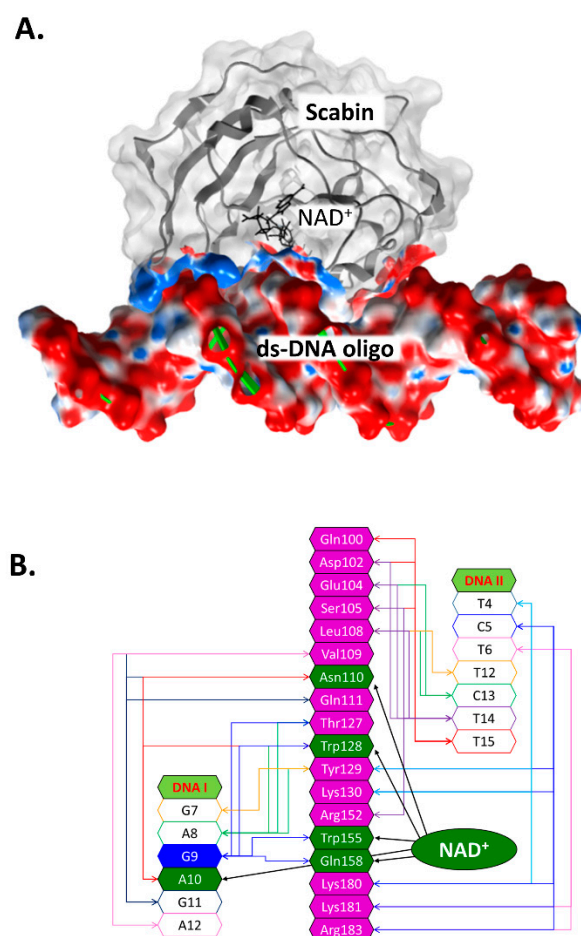 A.
Scabin
NAD+
ds-DNA oligo
B.
Gln100
Asp102
Glu104
Ser105
Leu108
Val109
Asn110
Gln111
Thr127
Trp128
Tyr129
Lys130
Arg152
Trp155
Gln158
Lys180
Lys181
Arg183
DNA II
T4
C5
T6
T12
C13
T14
T15
DNA I
G7
A8
G9
A10
G11
A12
NAD+